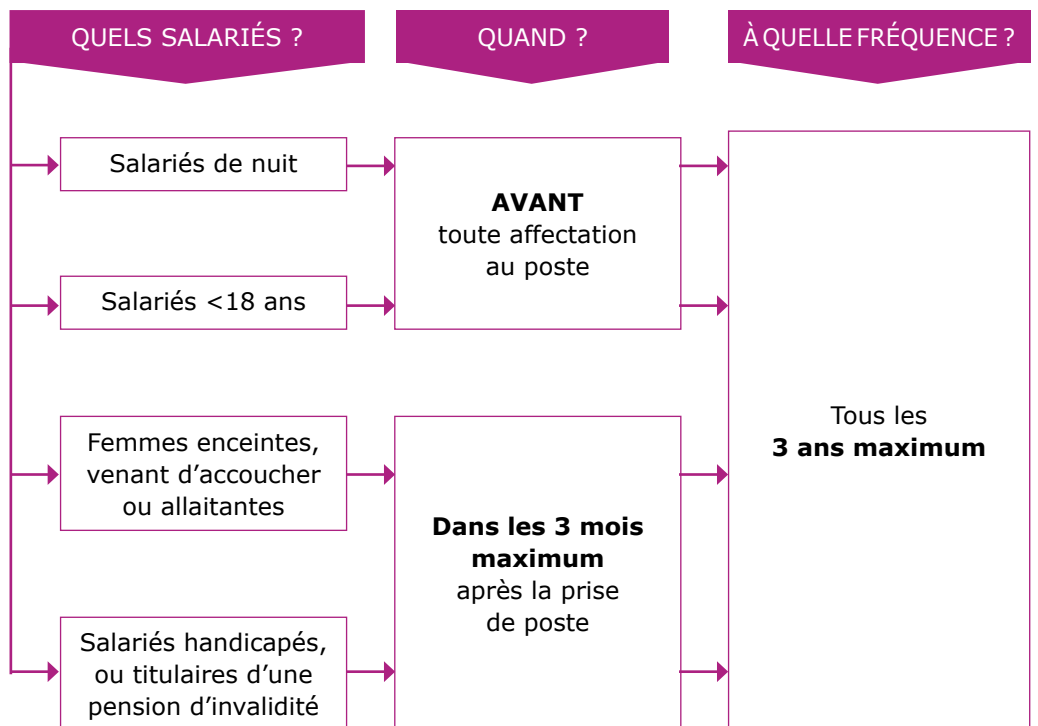 QUELS SALARIÉS ?
QUAND ?
À QUELLE FRÉQUENCE ?
Salariés de nuit
Salariés <18 ans
AVANT
toute affectation
au poste
Femmes enceintes,
venant d’accoucher
ou allaitantes
Salariés handicapés,
ou titulaires d’une
pension d’invalidité
Dans les 3 mois
maximum
après la prise
de poste
Tous les
3 ans maximum